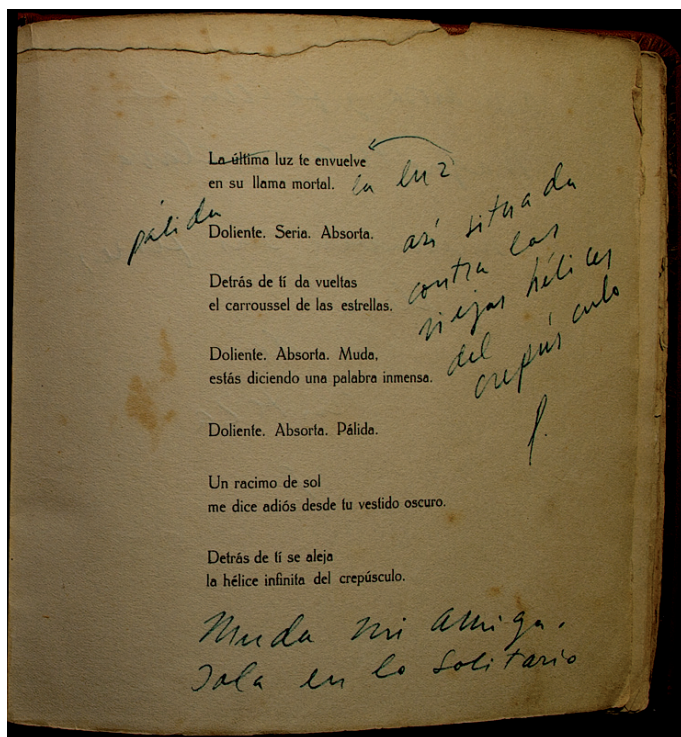 La última luz te envuelve
en su llama mortal. la luz
pálida
Doliente. Seria. Absorta.
así situada
contra las
viejas hélices
del
crepúsculo
Detrás de tí da vueltas
el carroussel de las estrellas.
Doliente. Absorta. Muda,
estás diciendo una palabra inmensa.
Doliente. Absorta. Pálida.
Un racimo de sol
me dice adiós desde tu vestido oscuro.
Detrás de tí se aleja
la hélice infinita del crepúsculo.
Muda mi amiga.
Sola en lo solitario